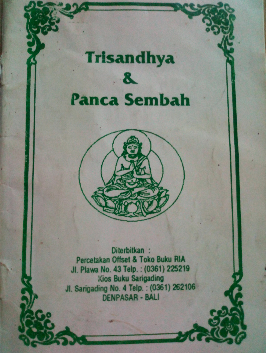 Trisandhya
&
Panca Sembah
Diterbitkan :
Percetakan Offset & Toko Buku RIA
Jl. Plawa No. 43 Telp. : (0361) 225219
Kios Buku Sarigading
Jl. Sarigading No. 4 Telp. : (0361) 262106
DENPASAR - BALI